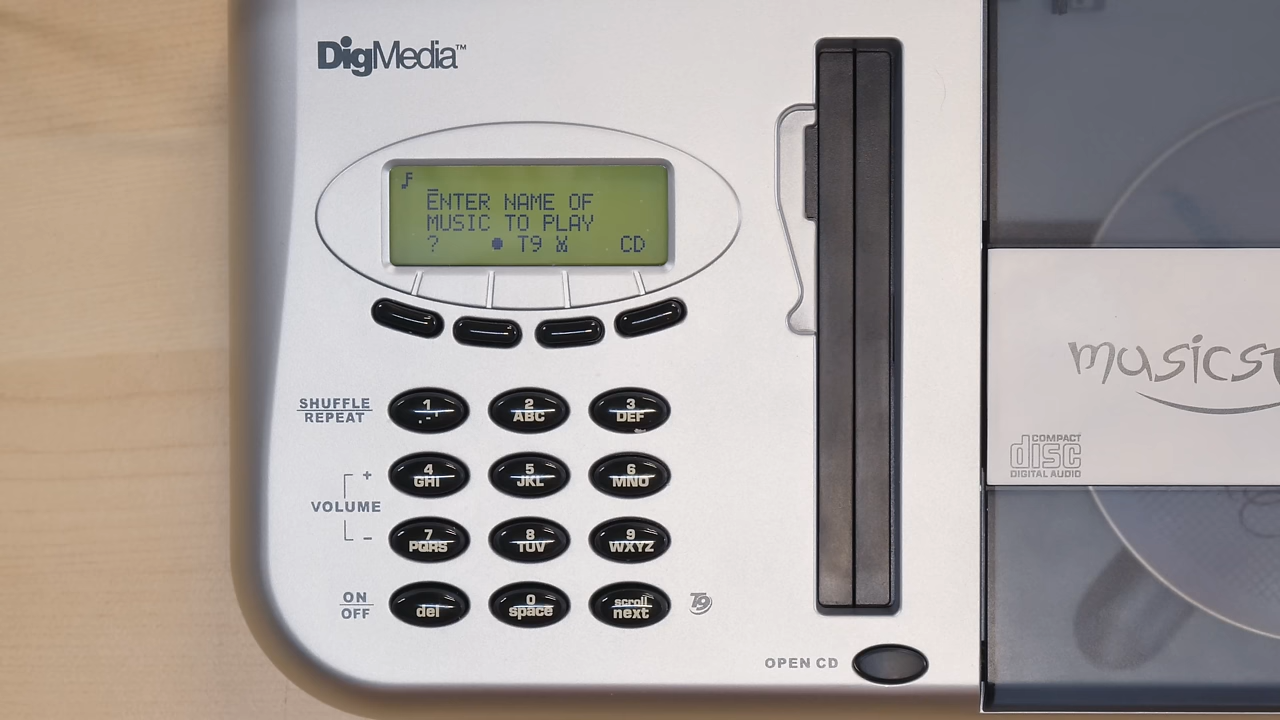 DigMedia™
ENTER NAME OF
MUSIC TO PLAY
? T9 CD
SHUFFLE
REPEAT
1
.-'
2
ABC
3
DEF
+
4
GHI
5
JKL
6
MNO
VOLUME
-
7
PQRS
8
TUV
9
WXYZ
ON
OFF
del
0
space
scroll
next
T9
OPEN CD
COMPACT
disc
DIGITAL AUDIO